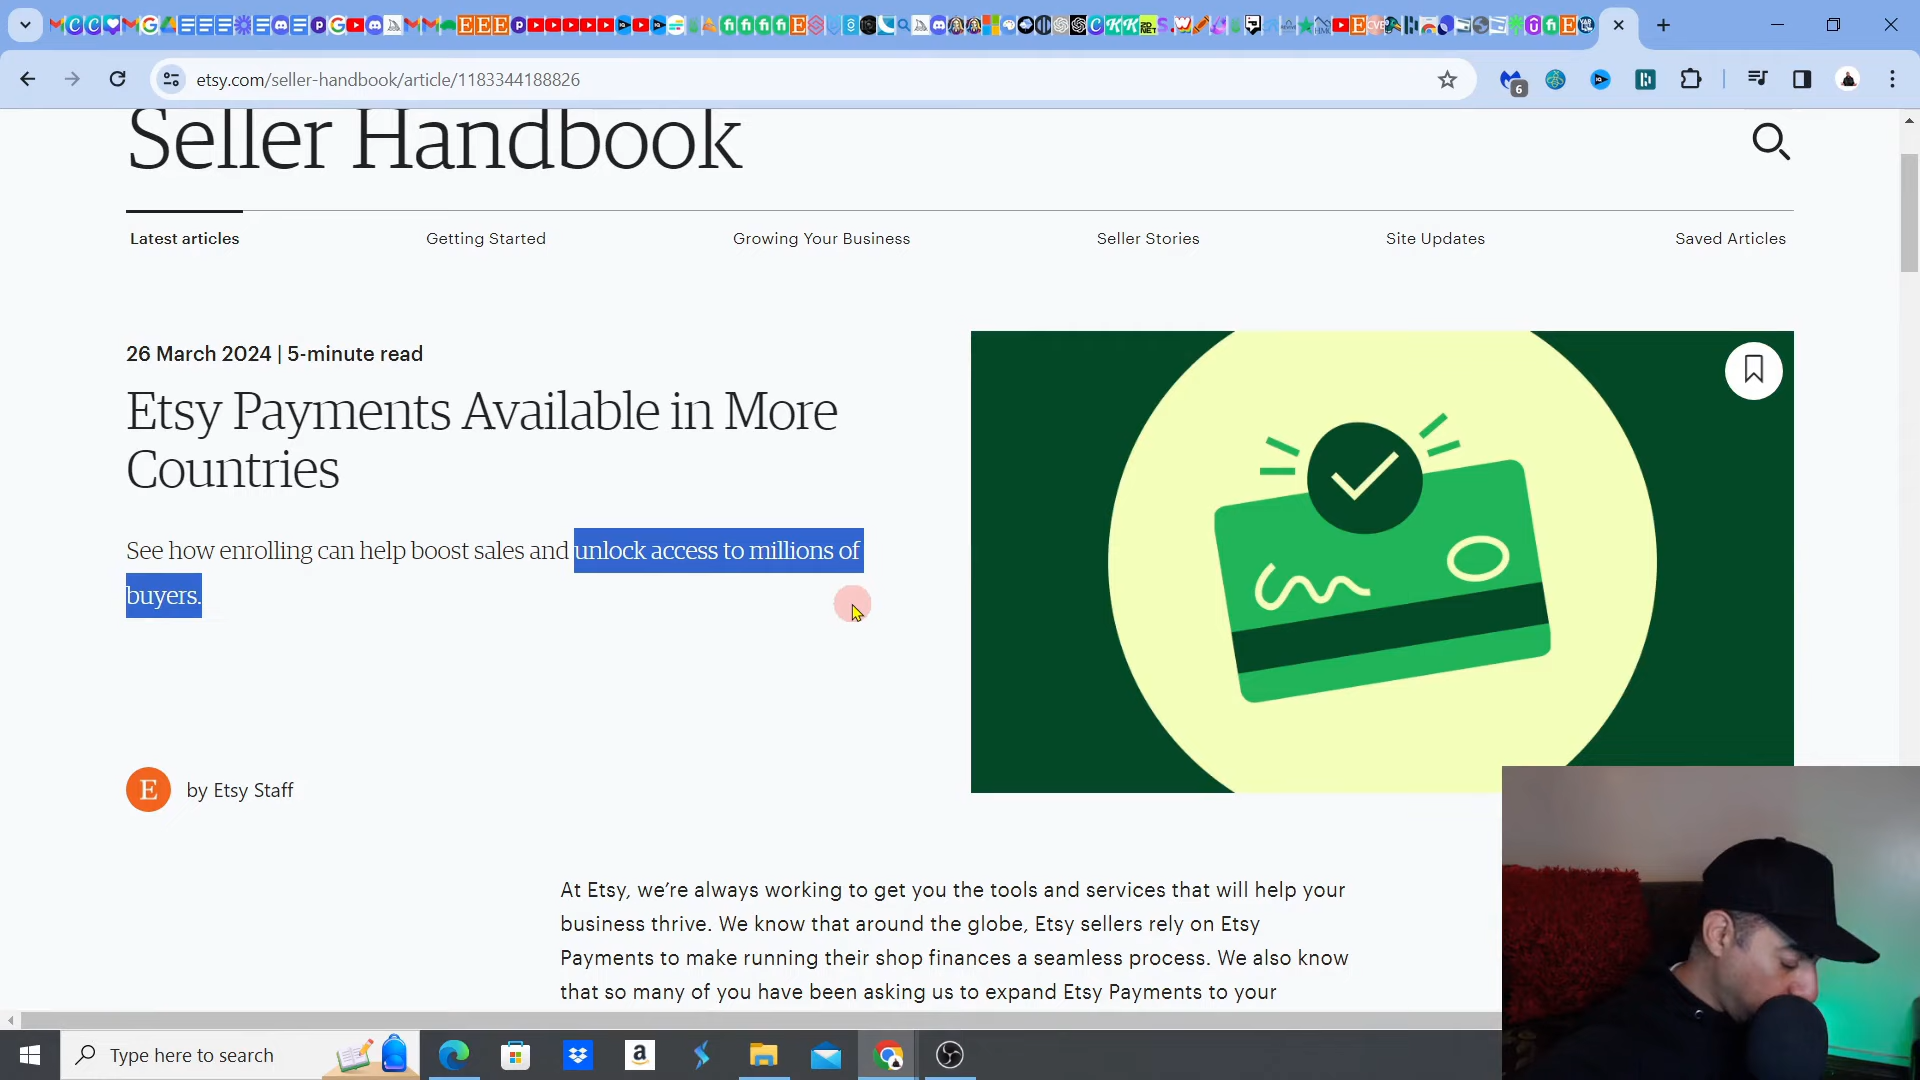 etsy.com/seller-handbook/article/1183344188826
6
Seller Handbook
Latest articles
Getting Started
Growing Your Business
Seller Stories
Site Updates
Saved Articles
26 March 2024 | 5-minute read
Etsy Payments Available in More
Countries
See how enrolling can help boost sales and unlock access to millions of
buyers.
E
by Etsy Staff
At Etsy, we’re always working to get you the tools and services that will help your
business thrive. We know that around the globe, Etsy sellers rely on Etsy
Payments to make running their shop finances a seamless process. We also know
that so many of you have been asking us to expand Etsy Payments to your
Type here to search